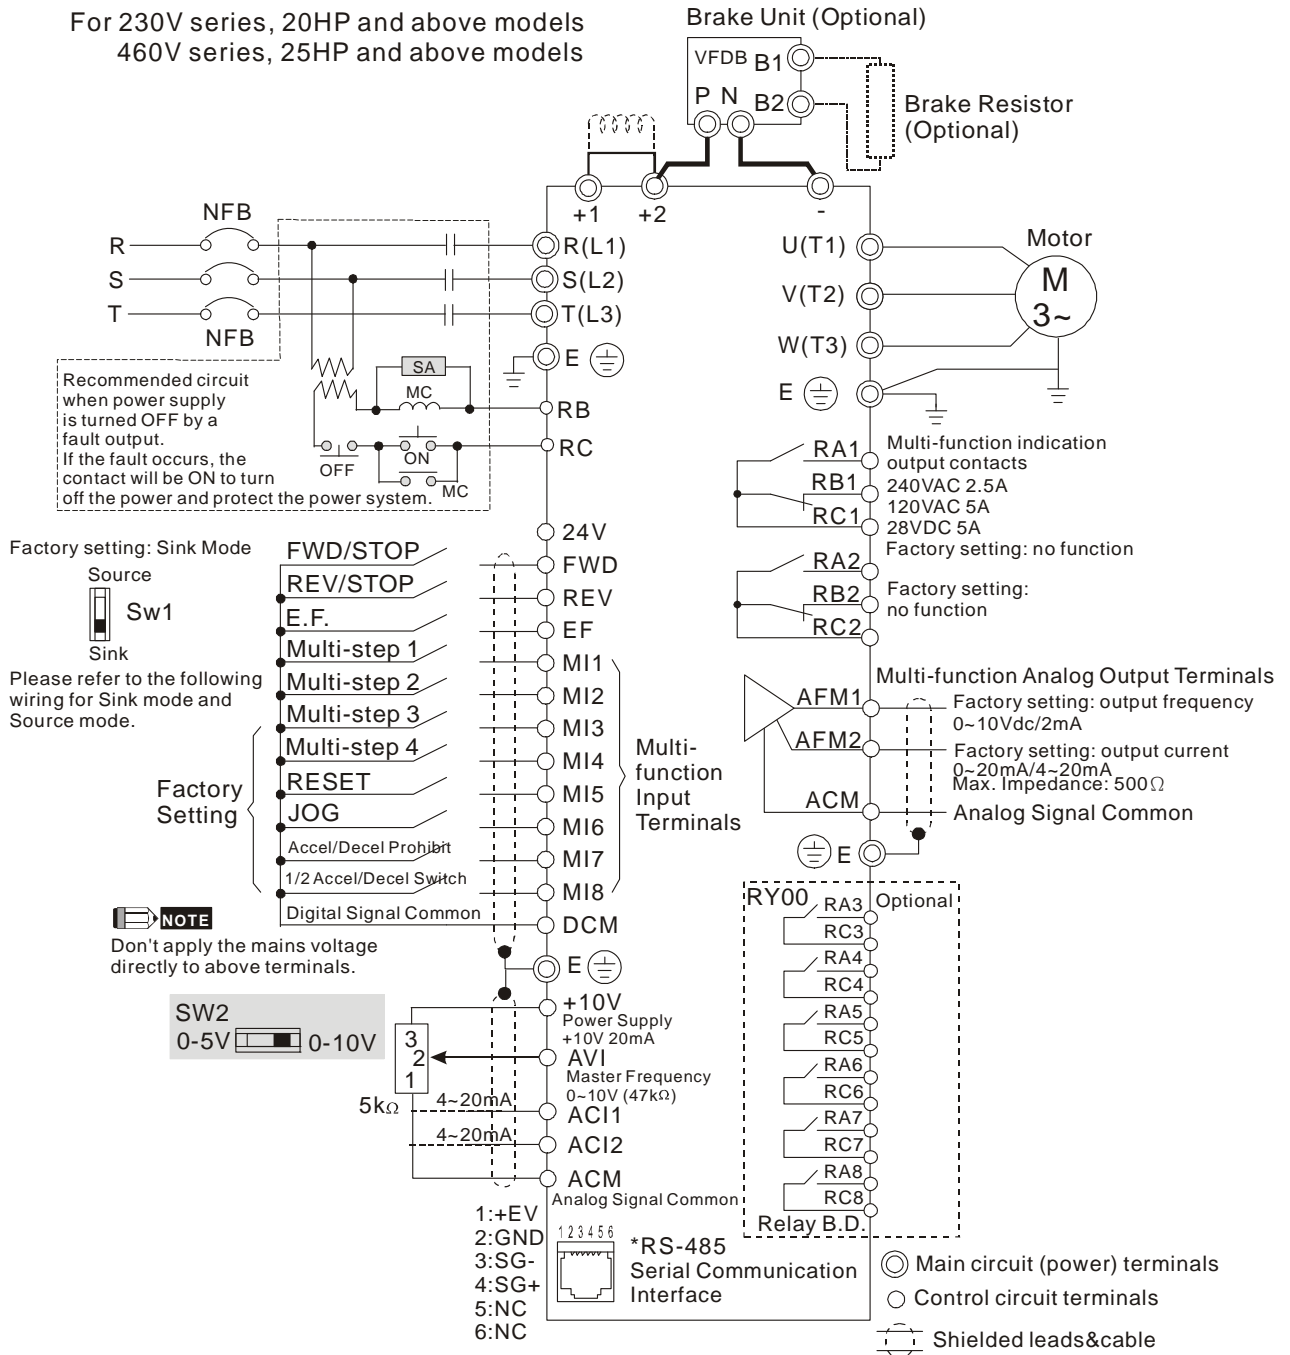 For 230V series, 20HP and above models
460V series, 25HP and above models
Brake Unit (Optional)
VFDB
B1
P N
B2
Brake Resistor
(Optional)
+1
+2
-
NFB
R
R(L1)
S
S(L2)
T
T(L3)
NFB
E
U(T1)
V(T2)
W(T3)
E
Motor
M
3~
Recommended circuit
when power supply
is turned OFF by a
fault output.
If the fault occurs, the
contact will be ON to turn
off the power and protect the power system.
SA
MC
RB
RC
OFF
ON
MC
RA1
RB1
RC1
Multi-function indication
output contacts
240VAC 2.5A
120VAC 5A
28VDC 5A
Factory setting: no function
RA2
RB2
RC2
Factory setting:
no function
Factory setting: Sink Mode
Source
Sw1
Sink
Please refer to the following
wiring for Sink mode and
Source mode.
24V
FWD/STOP
FWD
REV/STOP
REV
E.F.
EF
Multi-step 1
MI1
Multi-step 2
MI2
Multi-step 3
MI3
Multi-step 4
MI4
RESET
MI5
JOG
MI6
Accel/Decel Prohibit
MI7
1/2 Accel/Decel Switch
MI8
Digital Signal Common
DCM
Factory
Setting
Multi-
function
Input
Terminals
Multi-function Analog Output Terminals
AFM1
Factory setting: output frequency
0~10Vdc/2mA
AFM2
Factory setting: output current
0~20mA/4~20mA
Max. Impedance: 500Ω
ACM
Analog Signal Common
E
NOTE
Don't apply the mains voltage
directly to above terminals.
E
SW2
0-5V
0-10V
3
2
1
5kΩ
+10V
Power Supply
+10V 20mA
AVI
Master Frequency
0~10V (47kΩ)
4~20mA
ACI1
4~20mA
ACI2
ACM
Analog Signal Common
RY00
Optional
RA3
RC3
RA4
RC4
RA5
RC5
RA6
RC6
RA7
RC7
RA8
RC8
Relay B.D.
1:+EV
2:GND
3:SG-
4:SG+
5:NC
6:NC
1 2 3 4 5 6
*RS-485
Serial Communication
Interface
Main circuit (power) terminals
Control circuit terminals
Shielded leads&cable